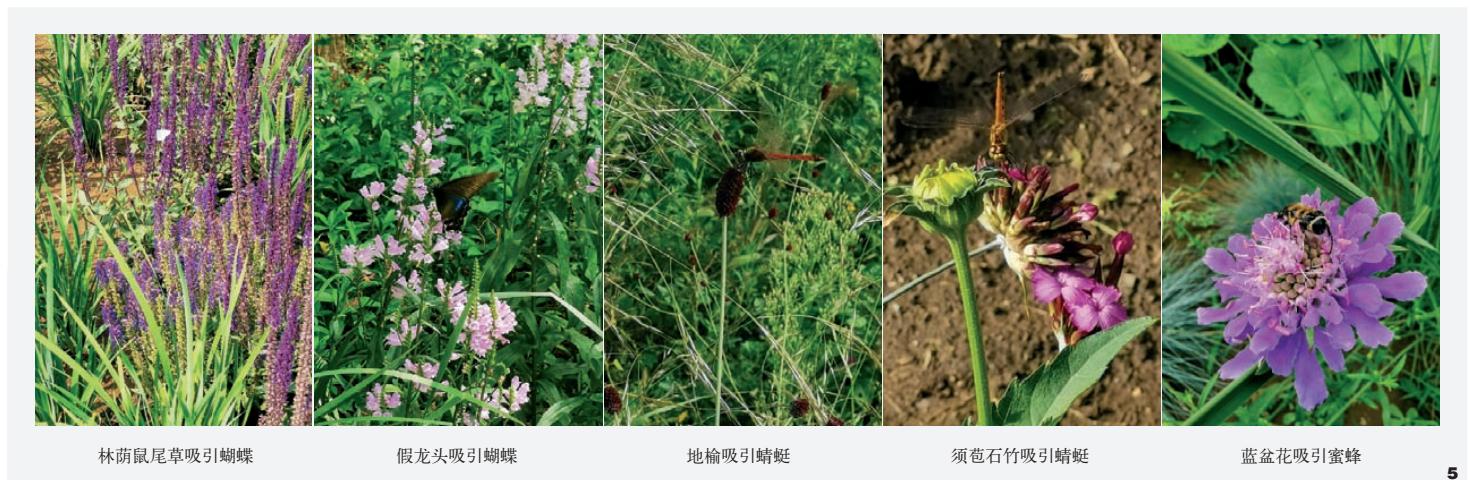 林荫鼠尾草吸引蝴蝶
假龙头吸引蝴蝶
地榆吸引蜻蜓
须苞石竹吸引蜻蜓
蓝盆花吸引蜜蜂
5